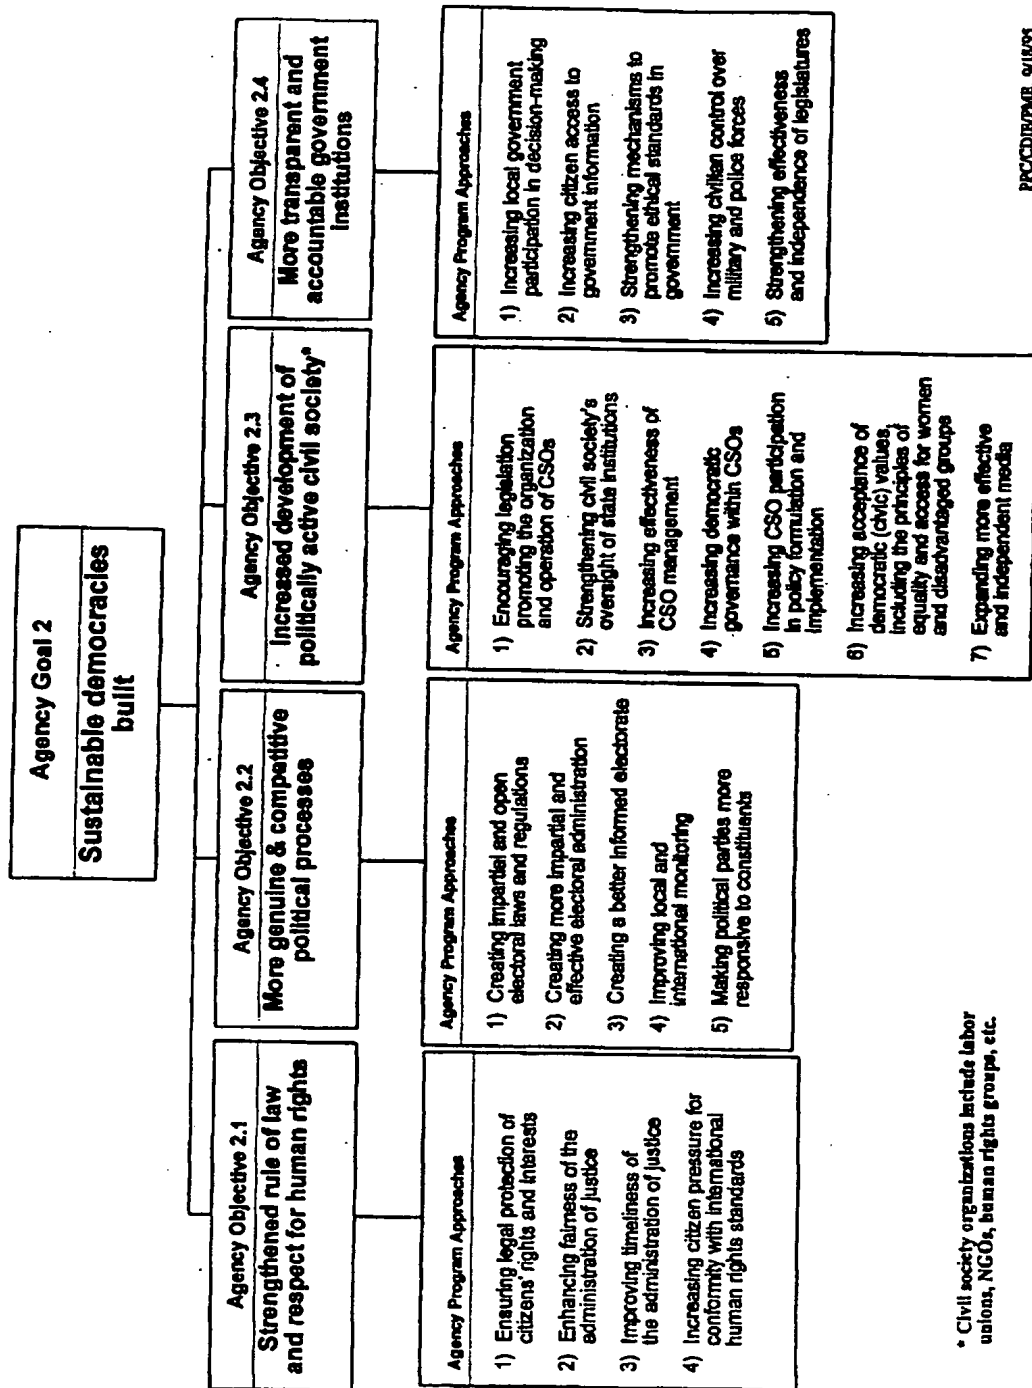 Agency Goal 2
Sustainable democracies
built
Agency Objective 2.1
Strengthened rule of law
and respect for human rights
Agency Program Approaches
1) Ensuring legal protection of
citizens' rights and interests
2) Enhancing fairness of the
administration of justice
3) Improving timeliness of
the administration of justice
4) Increasing citizen pressure for
conformity with international
human rights standards
Agency Objective 2.2
More genuine & competitive
political processes
Agency Program Approaches
1) Creating impartial and open
electoral laws and regulations
2) Creating more impartial and
effective electoral administration
3) Creating a better informed electorate
4) Improving local and
international monitoring
5) Making political parties more
responsive to constituents
Agency Objective 2.3
Increased development of
politically active civil society*
Agency Program Approaches
1) Encouraging legislation
promoting the organization
and operation of CSOs
2) Strengthening civil society's
oversight of state institutions
3) Increasing effectiveness of
CSO management
4) Increasing democratic
governance within CSOs
5) Increasing CSO participation
in policy formulation and
implementation
6) Increasing acceptance of
democratic (civic) values,
including the principles of
equality and access for women
and disadvantaged groups
7) Expanding more effective
and independent media
Agency Objective 2.4
More transparent and
accountable government
institutions
Agency Program Approaches
1) Increasing local government
participation in decision-making
2) Increasing citizen access to
government information
3) Strengthening mechanisms to
promote ethical standards in
government
4) Increasing civilian control over
military and police forces
5) Strengthening effectiveness
and independence of legislatures
* Civil society organizations include labor
unions, NGOs, human rights groups, etc.
PPC/CDIE/PME